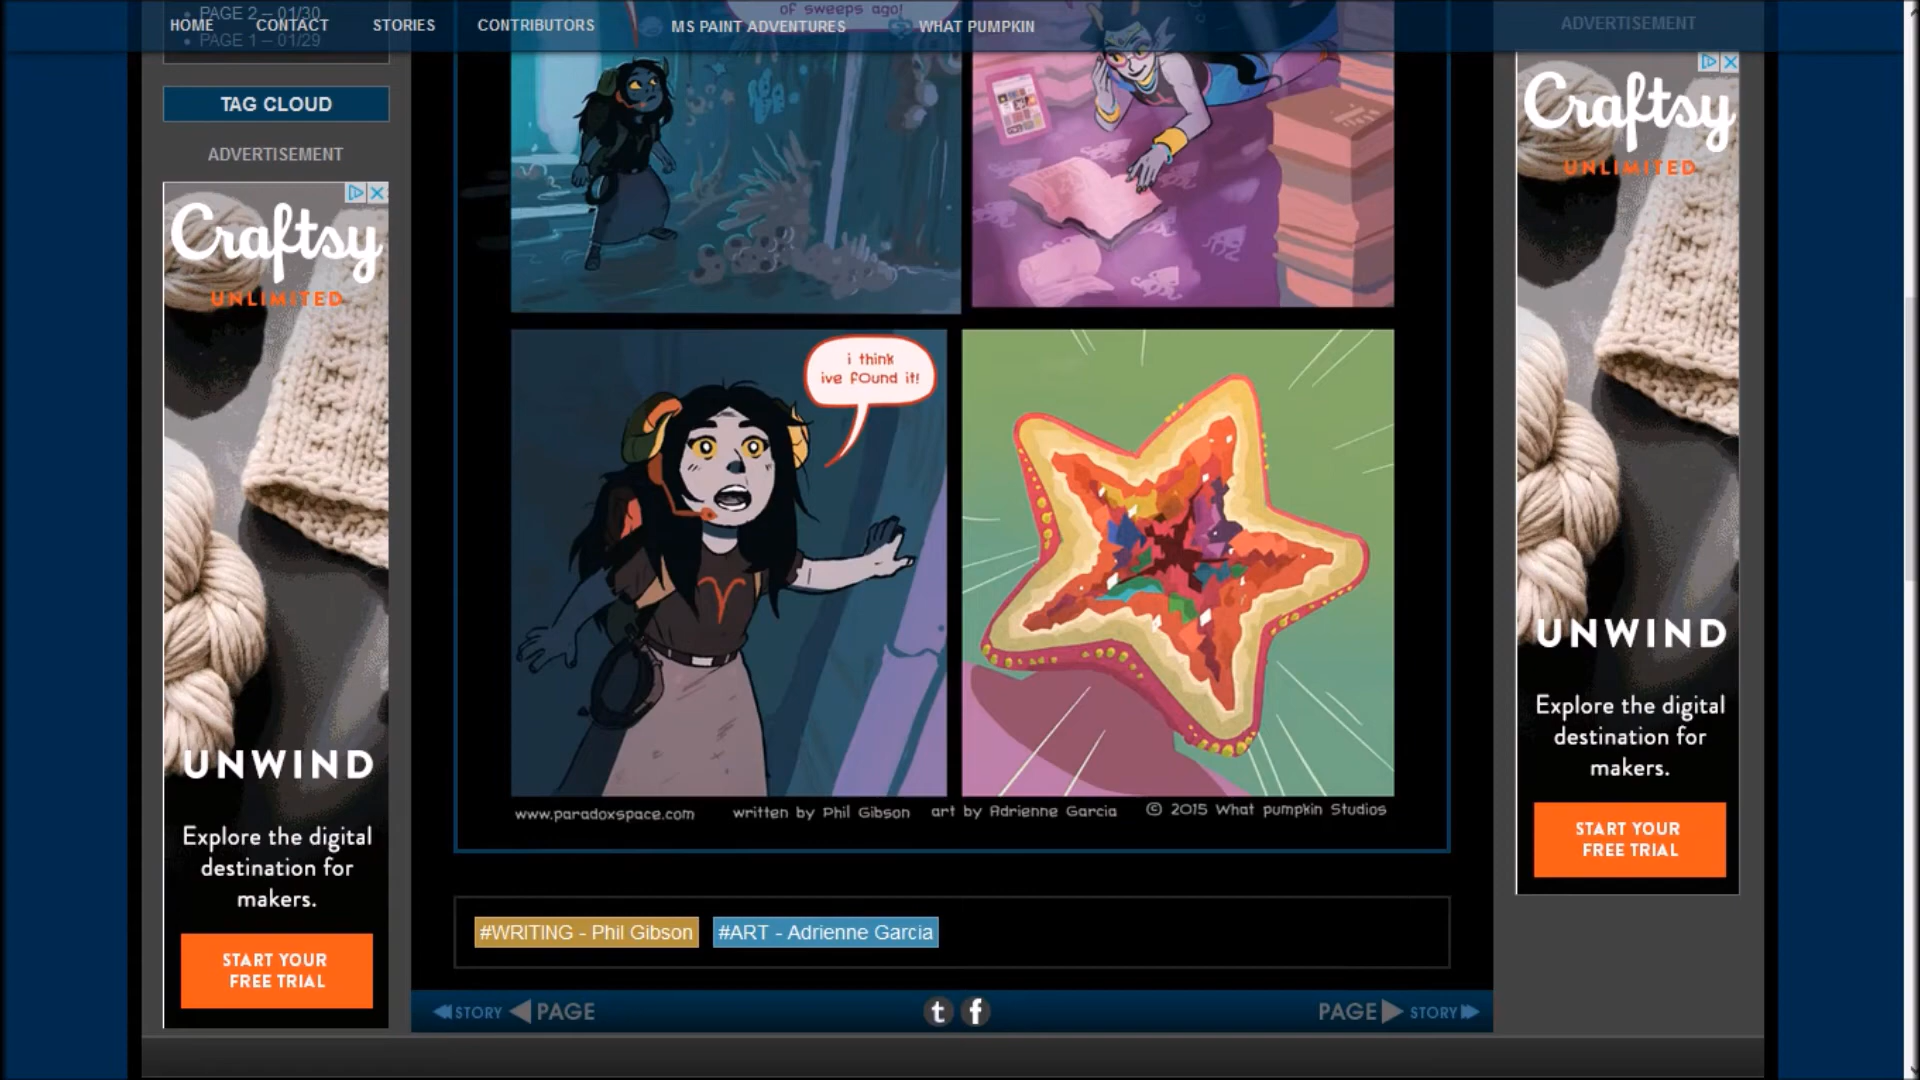 HOME CONTACT STORIES CONTRIBUTORS MS PAINT ADVENTURES WHAT PUMPKIN
PAGE 2 – 01/30
PAGE 1 – 01/29
TAG CLOUD
ADVERTISEMENT
Craftsy
UNLIMITED
UNWIND
Explore the digital
destination for
makers.
START YOUR
FREE TRIAL
of sweeps ago!
i think
ive fOund it!
www.paradoxspace.com written by Phil Gibson art by Adrienne Garcia © 2015 What pumpkin Studios
#WRITING - Phil Gibson #ART - Adrienne Garcia
STORY PAGE t f PAGE STORY
ADVERTISEMENT
Craftsy
UNLIMITED
UNWIND
Explore the digital
destination for
makers.
START YOUR
FREE TRIAL